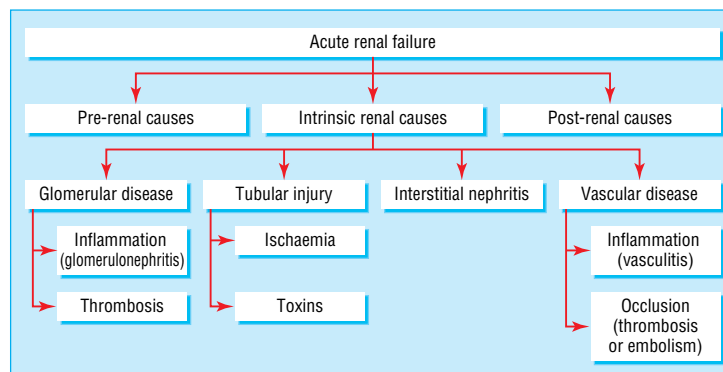 Acute renal failure
Pre-renal causes
Intrinsic renal causes
Post-renal causes
Glomerular disease
Tubular injury
Interstitial nephritis
Vascular disease
Inflammation
(glomerulonephritis)
Ischaemia
Inflammation
(vasculitis)
Thrombosis
Toxins
Occlusion
(thrombosis
or embolism)